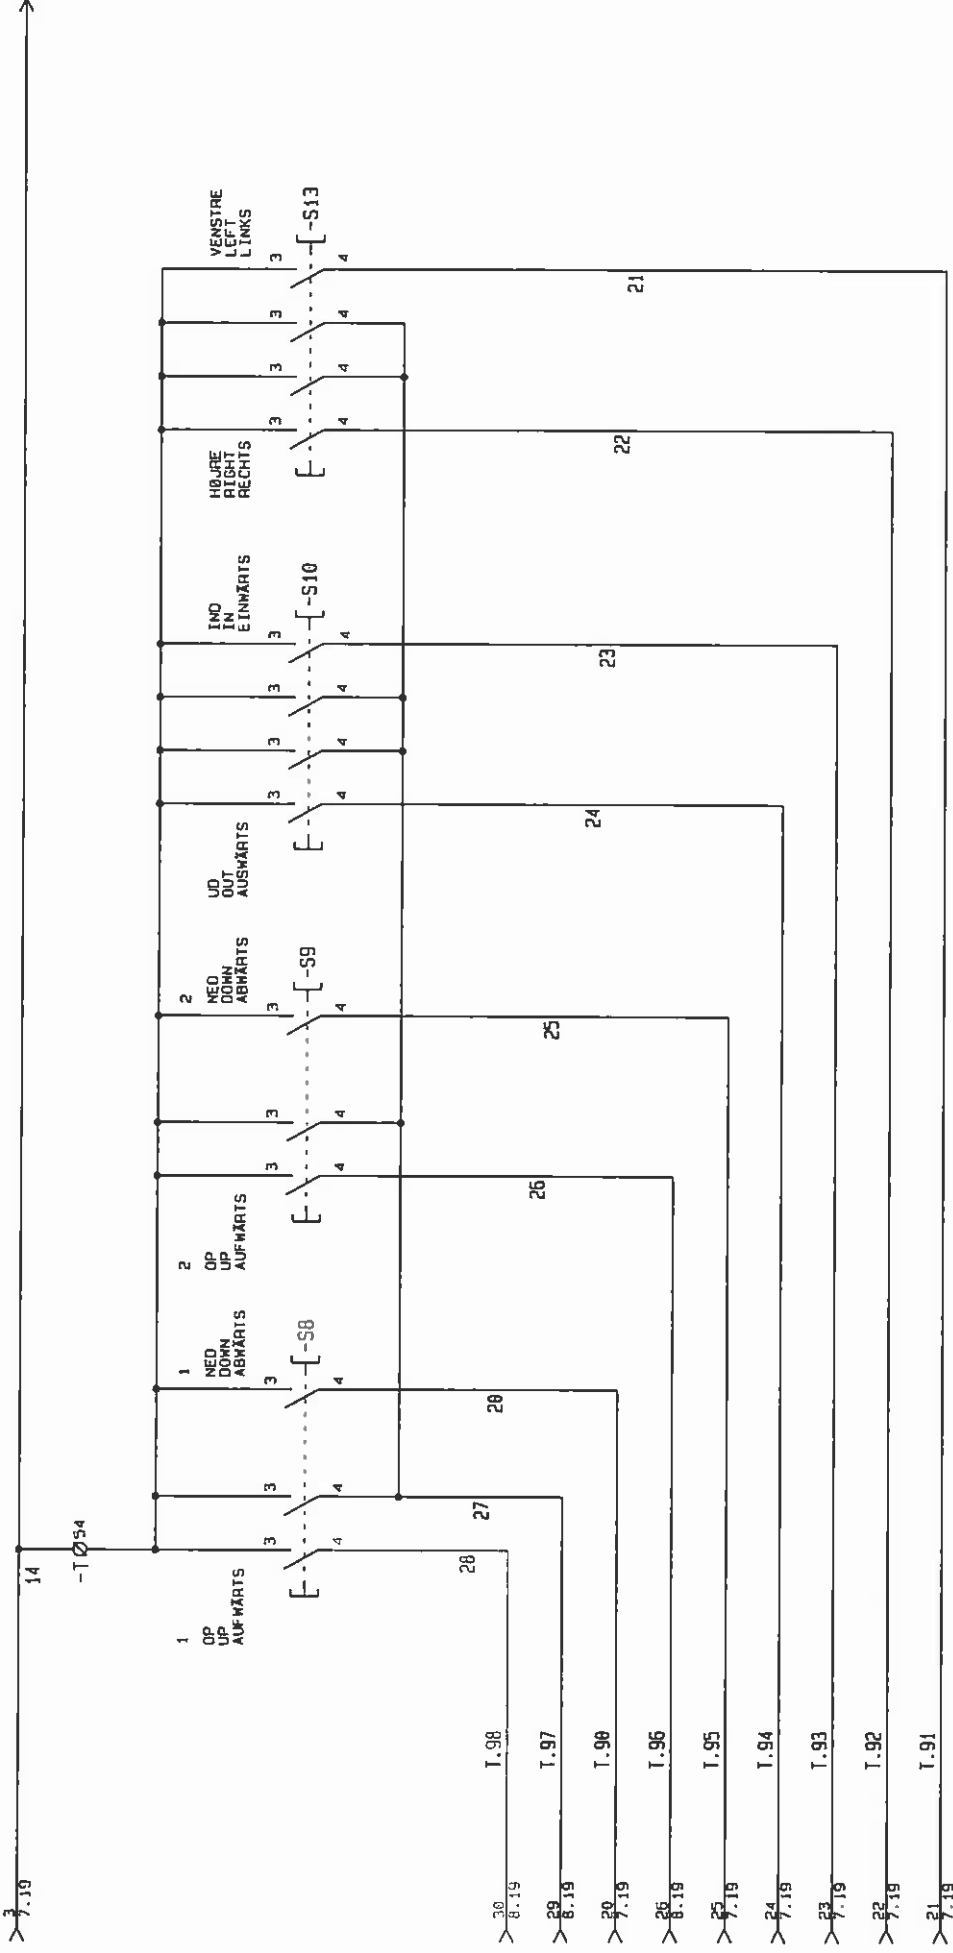 3
7.19
14
-T
54
1
OP
UP
AUFWÄRTS
3
4
28
3
4
27
1
NED
DOWN
ABWÄRTS
3
4
20
-S8
2
OP
UP
AUFWÄRTS
3
4
26
3
4
2
NED
DOWN
ABWÄRTS
3
4
25
-S9
UD
OUT
AUSWÄRTS
3
4
24
3
4
3
4
IND
IN
EINWÄRTS
3
4
23
-S10
HØJRE
RIGHT
RECHTS
3
4
22
3
4
3
4
VENSTRE
LEFT
LINKS
3
4
21
-S13
30
8.19
T.98
29
8.19
T.97
20
7.19
T.90
26
8.19
T.96
25
7.19
T.95
24
7.19
T.94
23
7.19
T.93
22
7.19
T.92
21
7.19
T.91